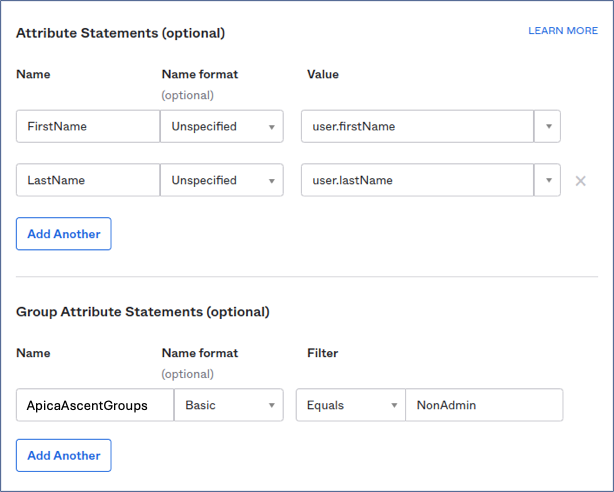 Attribute Statements (optional) LEARN MORE
Name Name format Value
(optional)
FirstName Unspecified user.firstName
LastName Unspecified user.lastName
Add Another
Group Attribute Statements (optional)
Name Name format Filter
(optional)
ApicaAscentGroups Basic Equals NonAdmin
Add Another